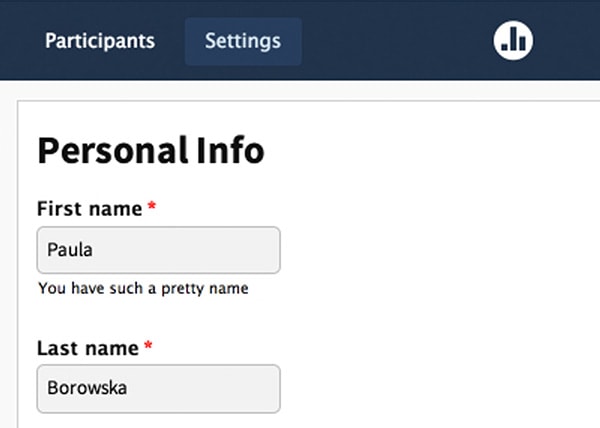 Participants Settings
Personal Info
First name *
Paula
You have such a pretty name
Last name *
Borowska